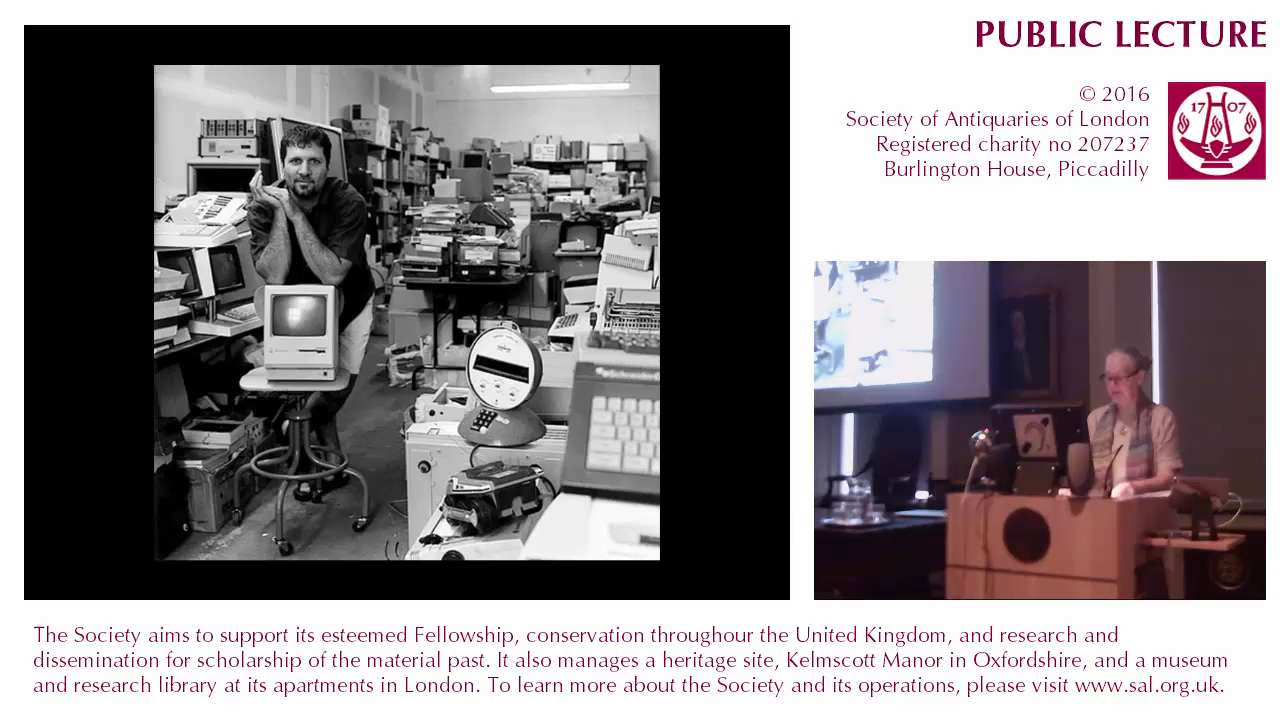 PUBLIC LECTURE
© 2016
Society of Antiquaries of London
Registered charity no 207237
Burlington House, Piccadilly
17 07
The Society aims to support its esteemed Fellowship, conservation throughour the United Kingdom, and research and
dissemination for scholarship of the material past. It also manages a heritage site, Kelmscott Manor in Oxfordshire, and a museum
and research library at its apartments in London. To learn more about the Society and its operations, please visit www.sal.org.uk.